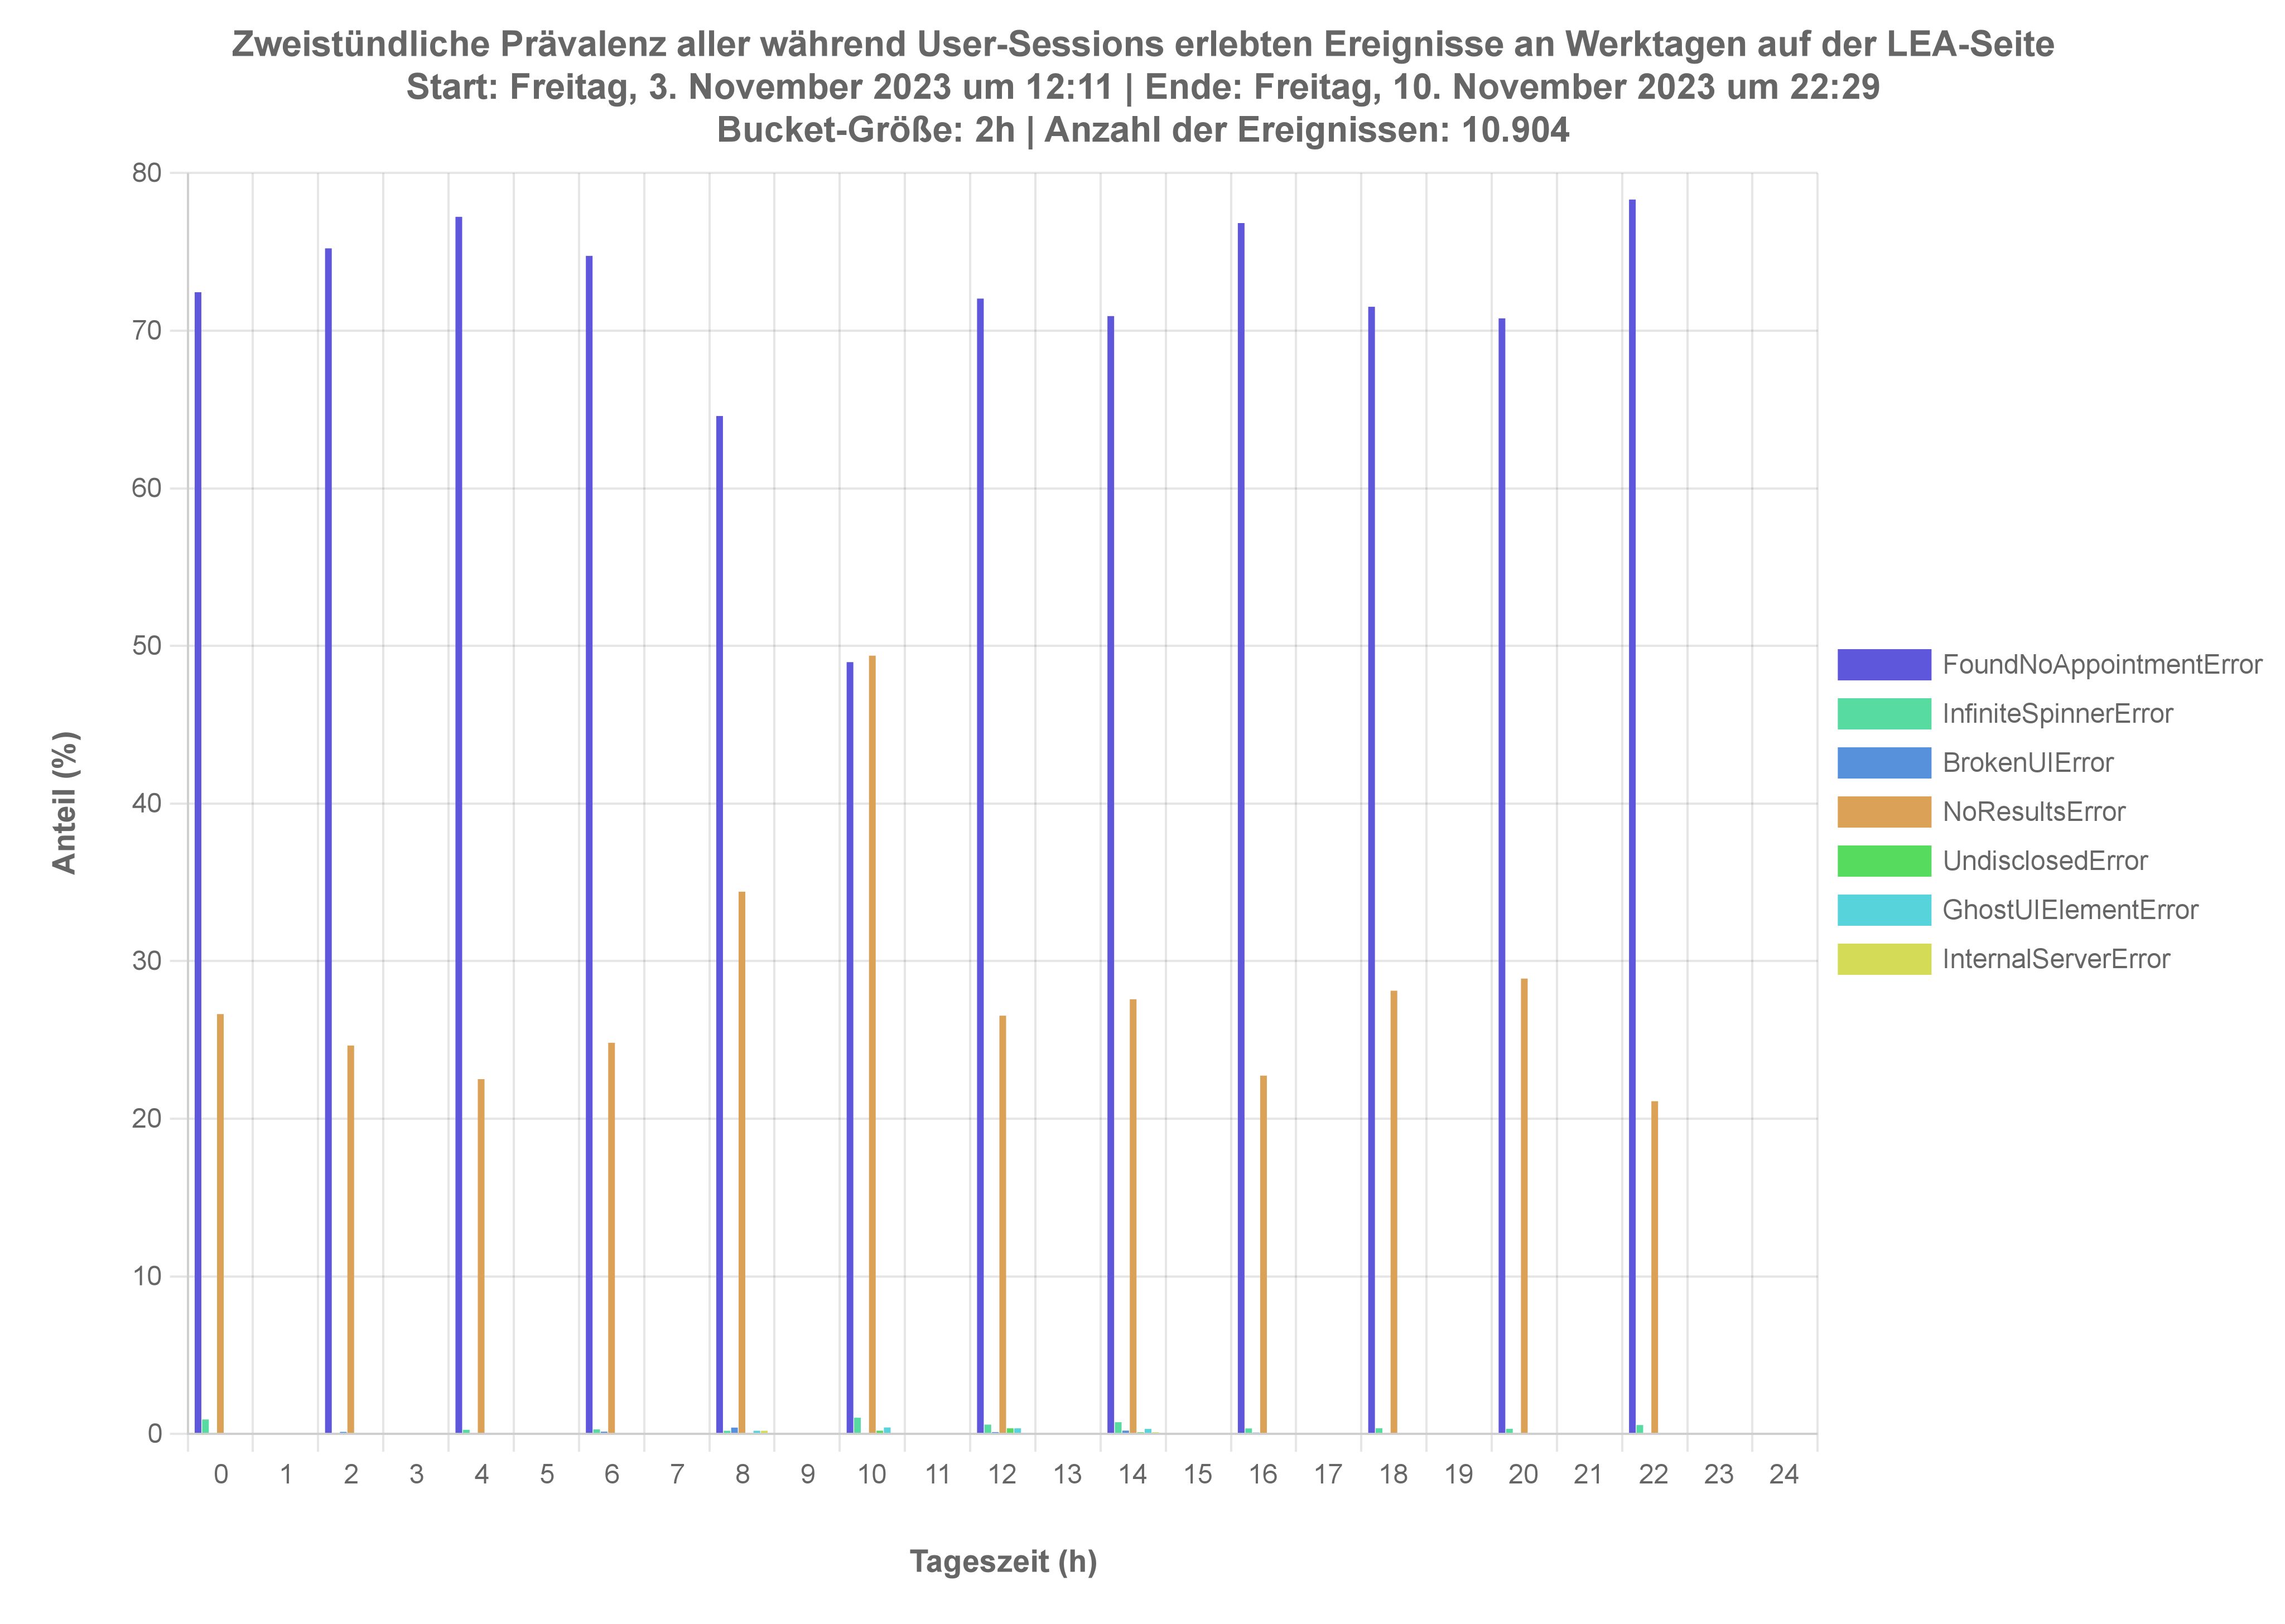 Zweistündliche Prävalenz aller während User-Sessions erlebten Ereignisse an Werktagen auf der LEA-Seite
Start: Freitag, 3. November 2023 um 12:11 | Ende: Freitag, 10. November 2023 um 22:29
Bucket-Größe: 2h | Anzahl der Ereignissen: 10.904
80
70
60
50
40
30
20
10
0
Anteil (%)
0 1 2 3 4 5 6 7 8 9 10 11 12 13 14 15 16 17 18 19 20 21 22 23 24
Tageszeit (h)
FoundNoAppointmentError
InfiniteSpinnerError
BrokenUIError
NoResultsError
UndisclosedError
GhostUIElementError
InternalServerError